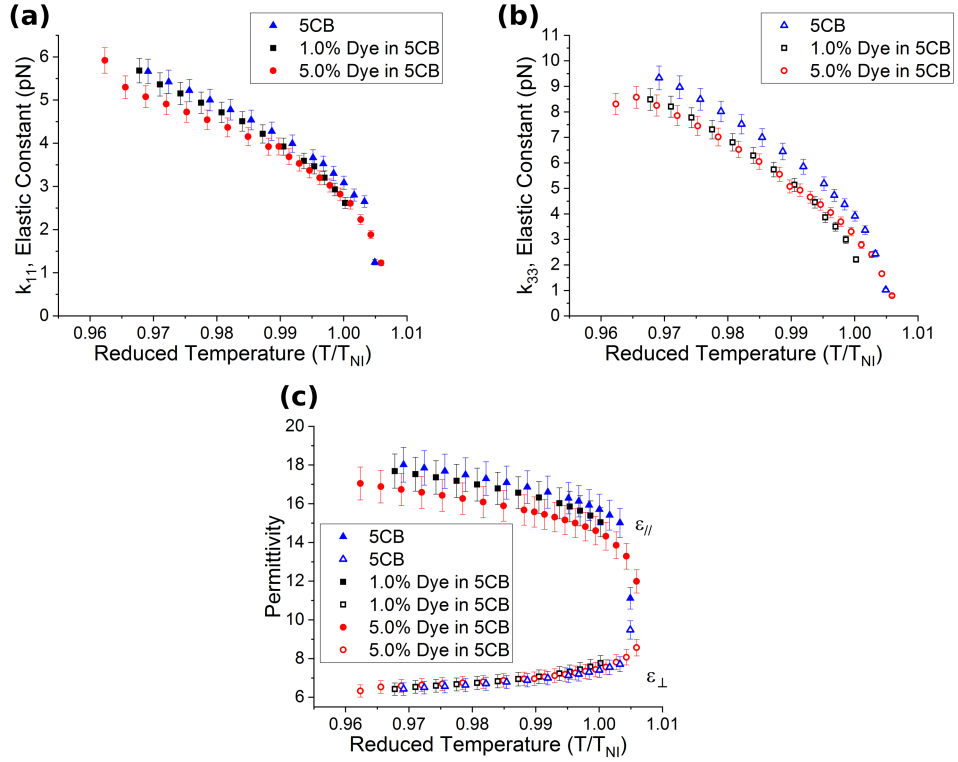 (a)
5CB
1.0% Dye in 5CB
5.0% Dye in 5CB
k₁₁, Elastic Constant (pN)
6
5
4
3
2
1
0
0.96 0.97 0.98 0.99 1.00 1.01
Reduced Temperature (T/T_NI)
(b)
5CB
1.0% Dye in 5CB
5.0% Dye in 5CB
k₃₃, Elastic Constant (pN)
11
10
9
8
7
6
5
4
3
2
1
0
0.96 0.97 0.98 0.99 1.00 1.01
Reduced Temperature (T/T_NI)
(c)
Permittivity
20
18
16
14
12
10
8
6
ε//
5CB
5CB
1.0% Dye in 5CB
1.0% Dye in 5CB
5.0% Dye in 5CB
5.0% Dye in 5CB
ε⊥
0.96 0.97 0.98 0.99 1.00 1.01
Reduced Temperature (T/T_NI)